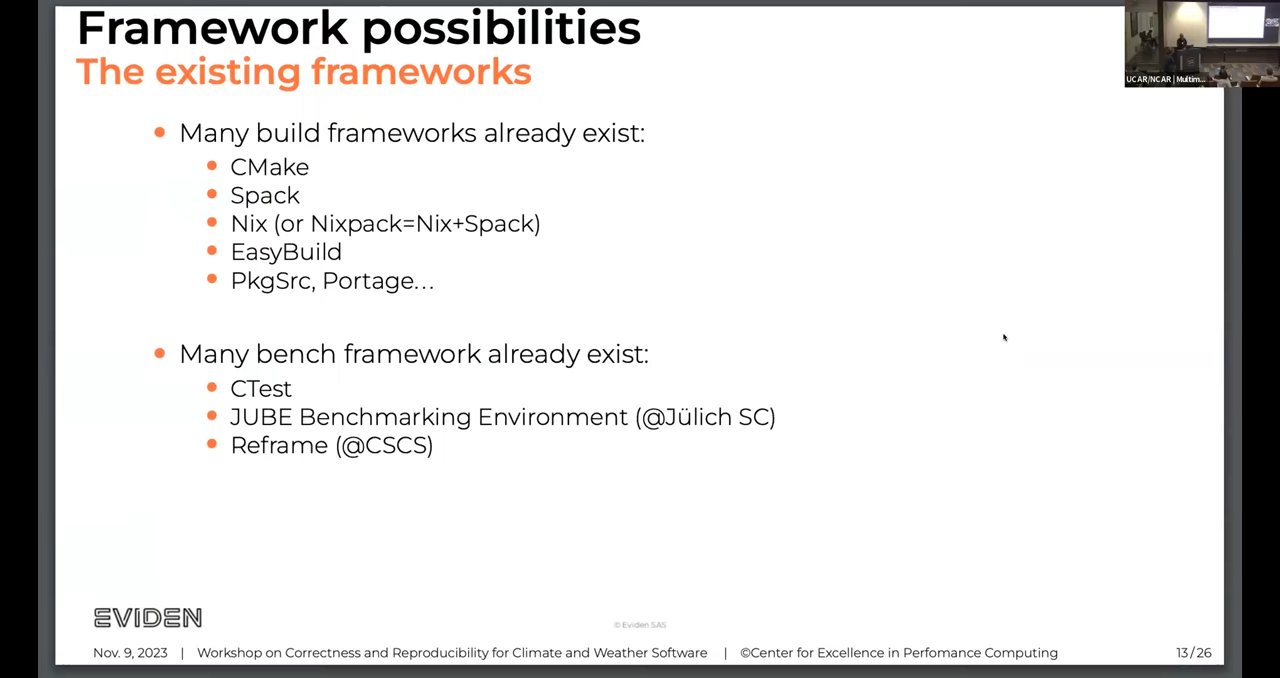 Framework possibilities
The existing frameworks
UCAR/NCAR | Multim...
Many build frameworks already exist:
CMake
Spack
Nix (or Nixpack=Nix+Spack)
EasyBuild
PkgSrc, Portage…
Many bench framework already exist:
CTest
JUBE Benchmarking Environment (@Jülich SC)
Reframe (@CSCS)
EVIDEN
© Eviden SAS
Nov. 9, 2023 | Workshop on Correctness and Reproducibility for Climate and Weather Software | ©Center for Excellence in Perfomance Computing 13/26